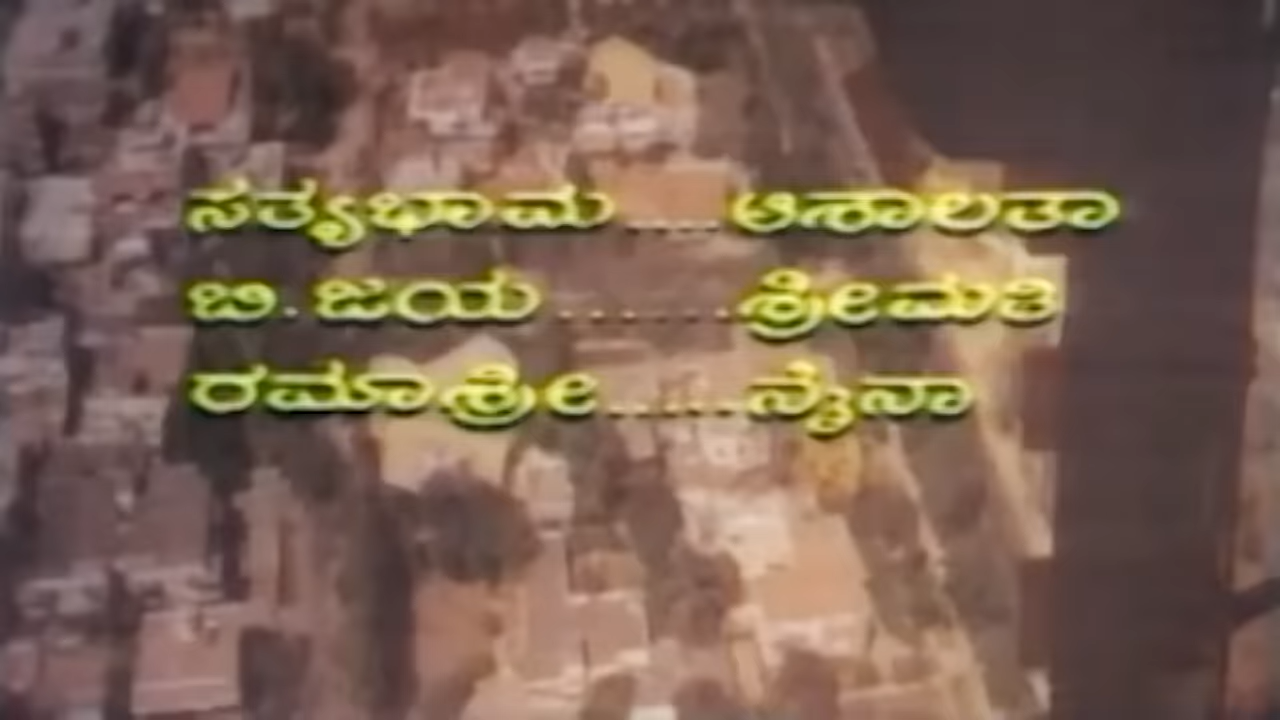 ಸತ್ಯಭಾಮ ..... ಆಶಾಲತಾ
ಬಿ. ಜಯ ...... ಶ್ರೀಮತಿ
ರಮಾಶ್ರೀ ..... ನೈನಾ